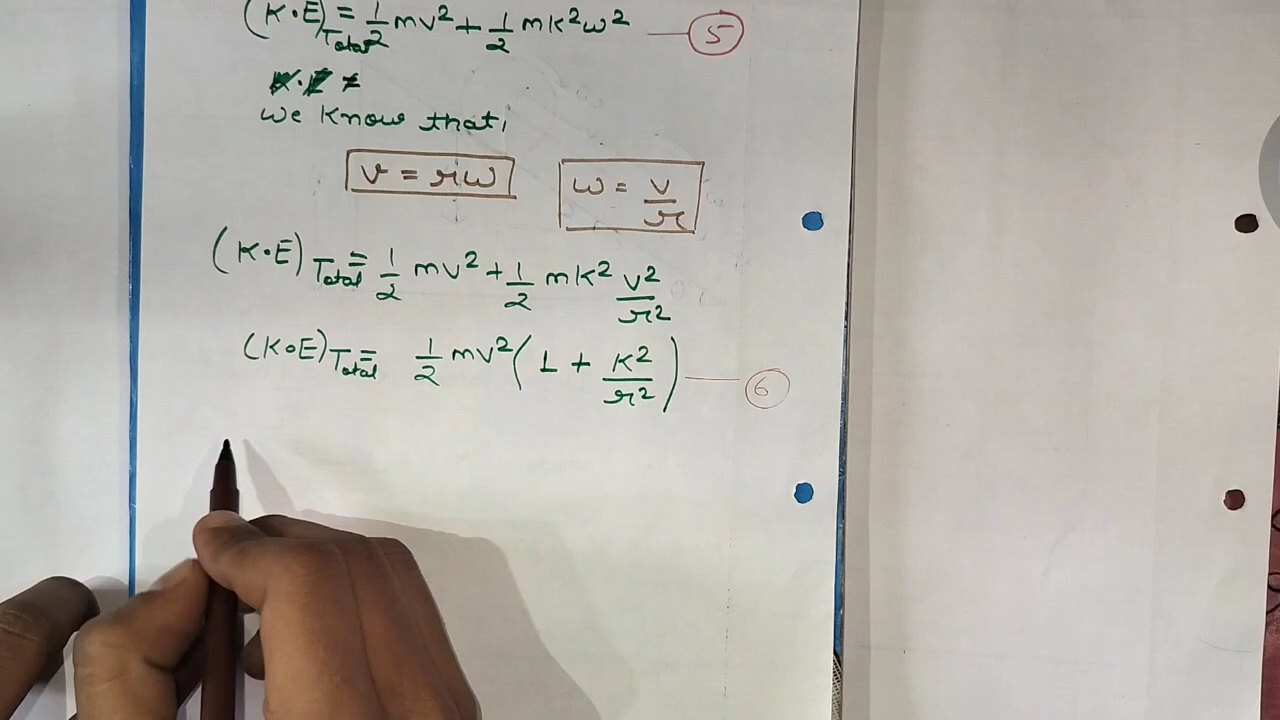 (K.E)Total = 1/2 mv² + 1/2 mk²ω² — 5
We know that,
v = rω ω = v/r
(K.E)Total = 1/2 mv² + 1/2 mk² v²/r²
(K.E)Total = 1/2 mv² (1 + k²/r²) — 6